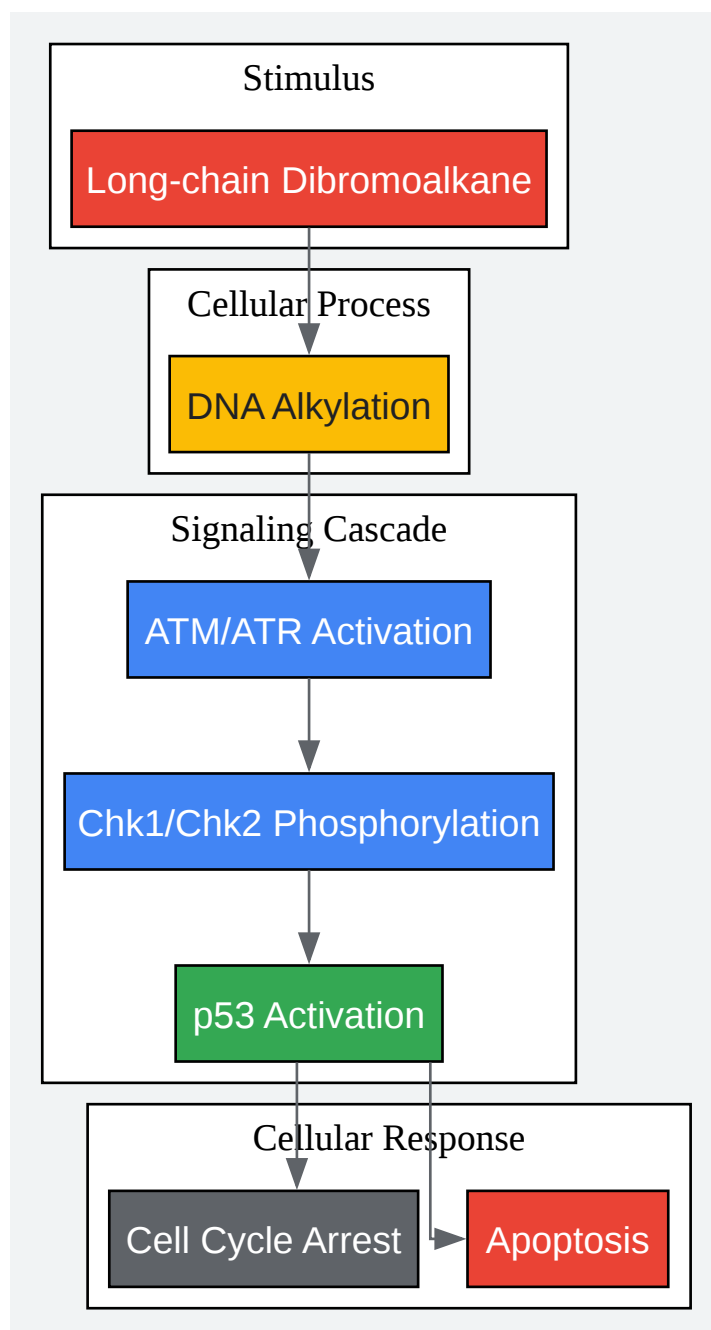 Stimulus
Long-chain Dibromoalkane
Cellular Process
DNA Alkylation
Signaling Cascade
ATM/ATR Activation
Chk1/Chk2 Phosphorylation
p53 Activation
Cellular Response
Cell Cycle Arrest
Apoptosis